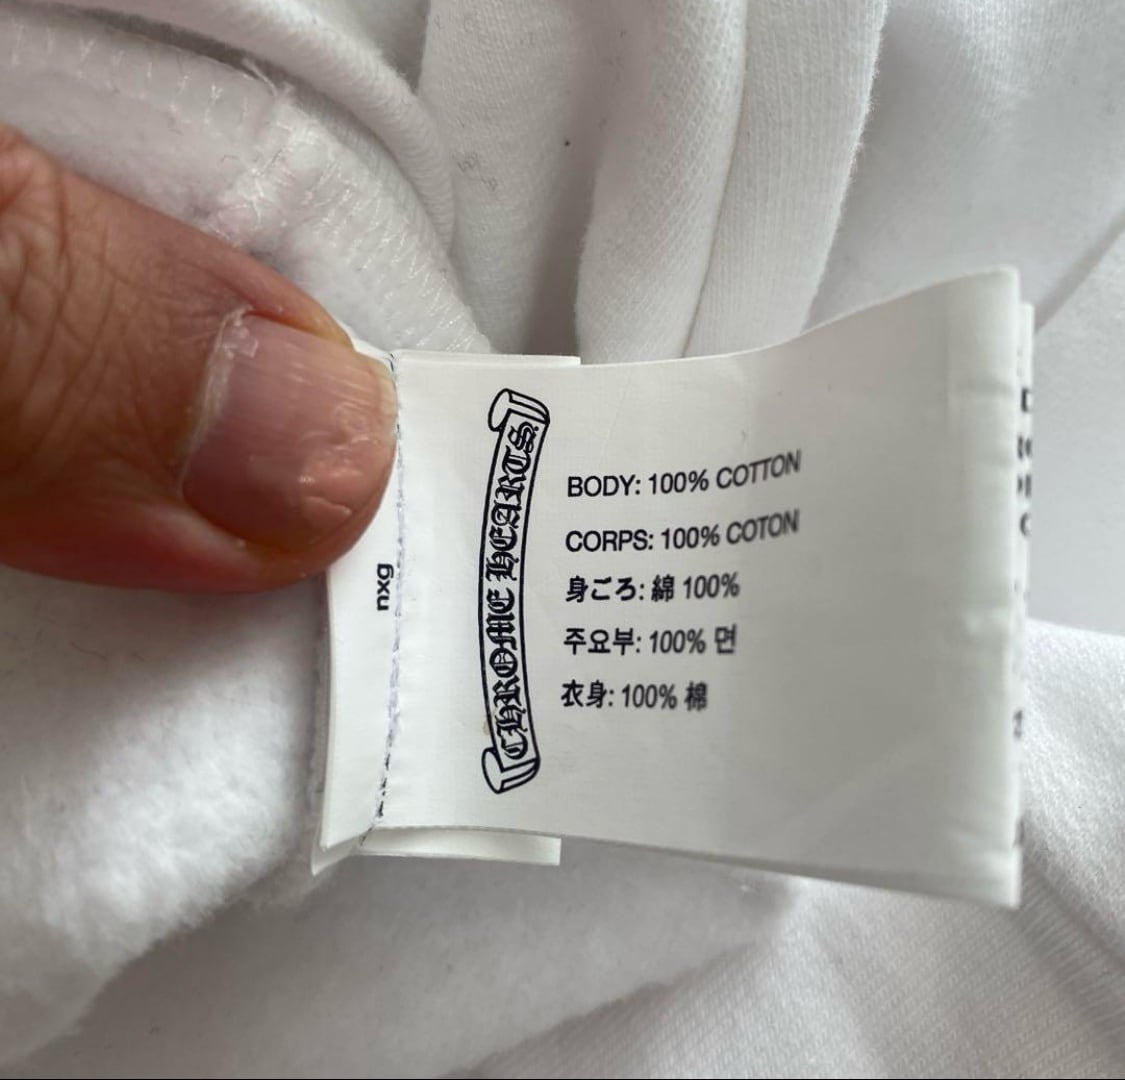 CHROME HEARTS
BODY: 100% COTTON
CORPS: 100% COTON
身ごろ: 綿 100%
주요부: 100% 면
衣身: 100% 棉
nxg